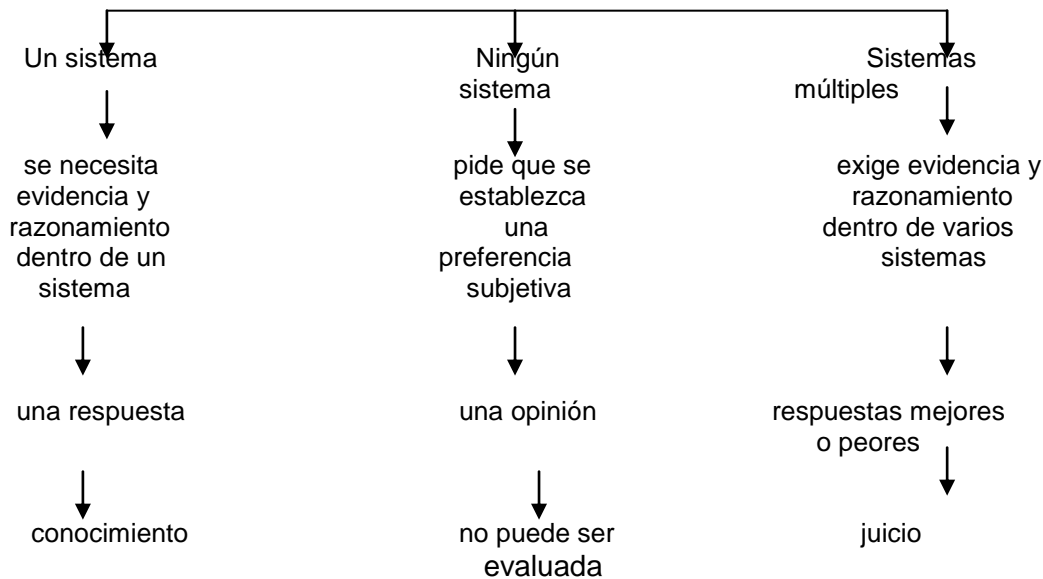 Un sistema
se necesita
evidencia y
razonamiento
dentro de un
sistema
una respuesta
conocimiento
Ningún
sistema
pide que se
establezca
una
preferencia
subjetiva
una opinión
no puede ser
evaluada
Sistemas
múltiples
exige evidencia y
razonamiento
dentro de varios
sistemas
respuestas mejores
o peores
juicio